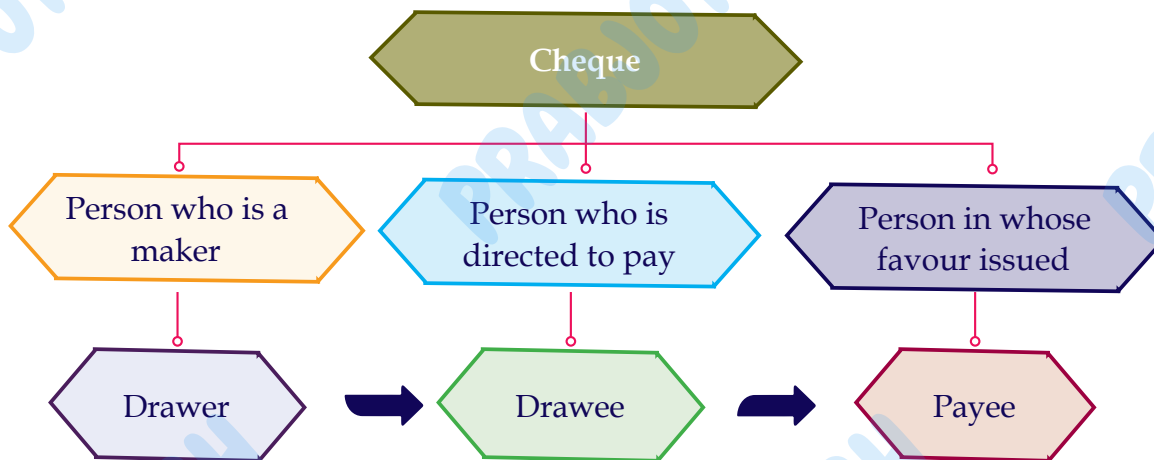 Cheque
Person who is a
maker
Person who is
directed to pay
Person in whose
favour issued
Drawer
Drawee
Payee